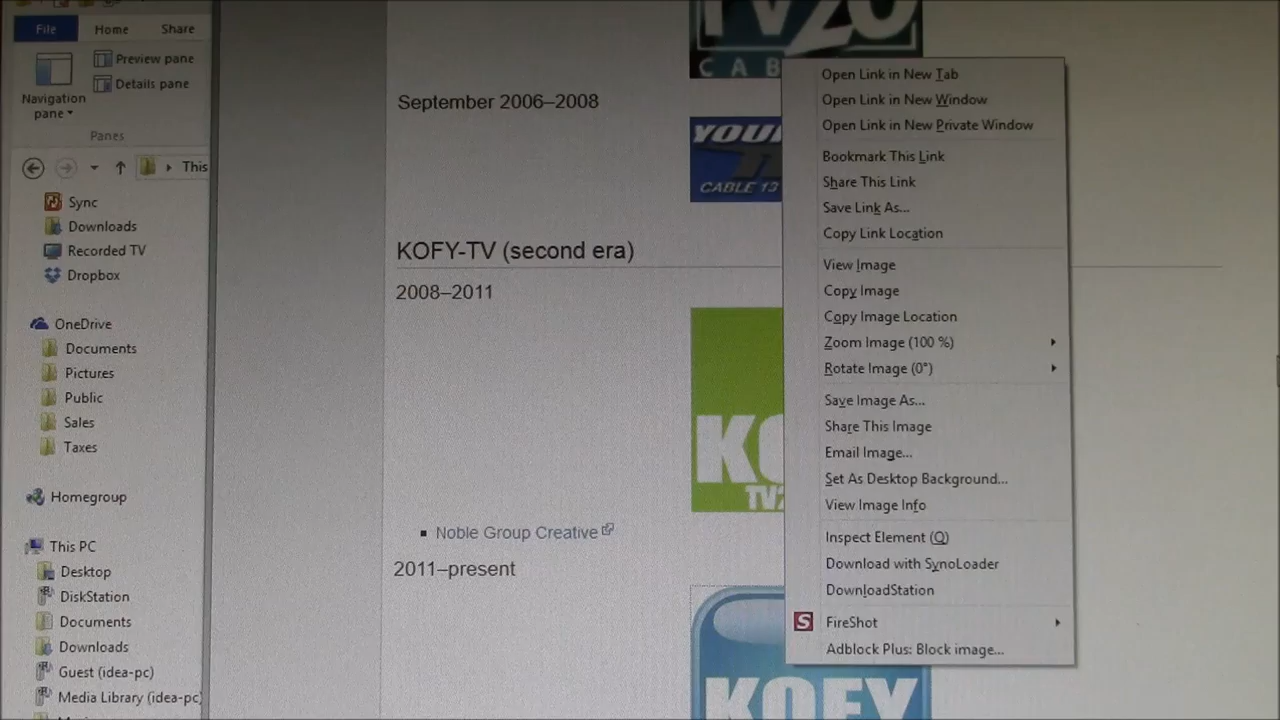 File Home Share
Preview pane
Details pane
Navigation
pane
Panes
This
Sync
Downloads
Recorded TV
Dropbox
OneDrive
Documents
Pictures
Public
Sales
Taxes
Homegroup
This PC
Desktop
DiskStation
Documents
Downloads
Guest (idea-pc)
Media Library (idea-pc)
TV20
CAB
September 2006–2008
YOUR
CABLE 13
KOFY-TV (second era)
2008–2011
KO
TV2
Noble Group Creative
2011–present
KOFY
Open Link in New Tab
Open Link in New Window
Open Link in New Private Window
Bookmark This Link
Share This Link
Save Link As...
Copy Link Location
View Image
Copy Image
Copy Image Location
Zoom Image (100 %)
Rotate Image (0°)
Save Image As...
Share This Image
Email Image...
Set As Desktop Background...
View Image Info
Inspect Element (Q)
Download with SynoLoader
DownloadStation
S FireShot
Adblock Plus: Block image...